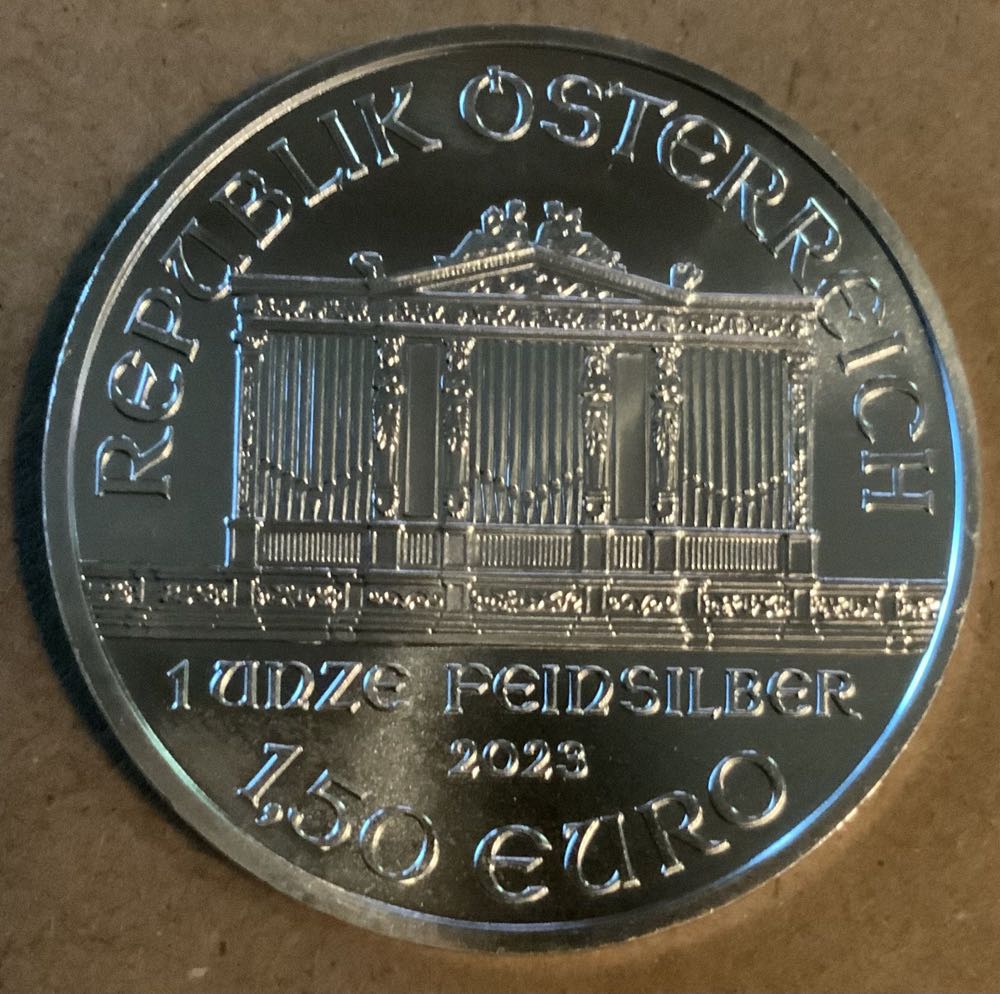 REPUBLIK ÖSTERREICH
1 UNZE FEINSILBER
2023
1,50 EURO